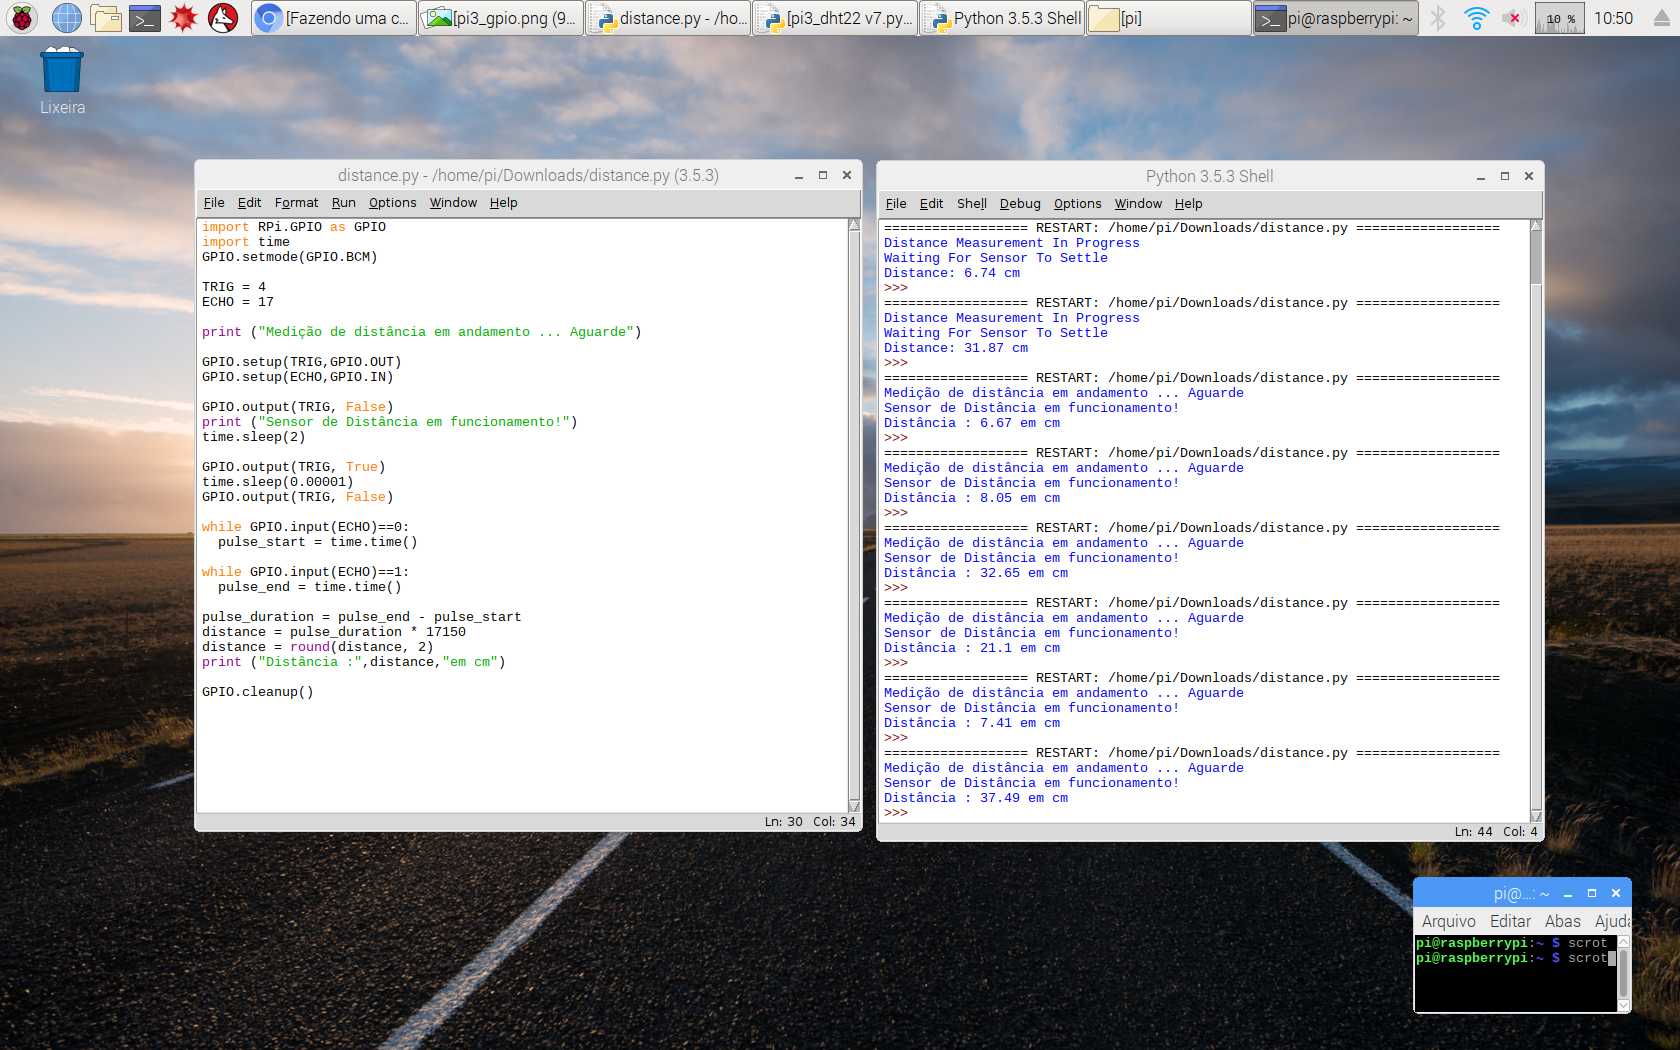 [Fazendo uma c...
[pi3_gpio.png (9...
distance.py - /ho...
[pi3_dht22 v7.py...
Python 3.5.3 Shell
[pi]
pi@raspberrypi: ~
10 %
10:50
Lixeira
distance.py - /home/pi/Downloads/distance.py (3.5.3)
File Edit Format Run Options Window Help
import RPi.GPIO as GPIO
import time
GPIO.setmode(GPIO.BCM)
TRIG = 4
ECHO = 17
print ("Medição de distância em andamento ... Aguarde")
GPIO.setup(TRIG,GPIO.OUT)
GPIO.setup(ECHO,GPIO.IN)
GPIO.output(TRIG, False)
print ("Sensor de Distância em funcionamento!")
time.sleep(2)
GPIO.output(TRIG, True)
time.sleep(0.00001)
GPIO.output(TRIG, False)
while GPIO.input(ECHO)==0:
  pulse_start = time.time()
while GPIO.input(ECHO)==1:
  pulse_end = time.time()
pulse_duration = pulse_end - pulse_start
distance = pulse_duration * 17150
distance = round(distance, 2)
print ("Distância :",distance,"em cm")
GPIO.cleanup()
Ln: 30 Col: 34
Python 3.5.3 Shell
File Edit Shell Debug Options Window Help
================== RESTART: /home/pi/Downloads/distance.py ==================
Distance Measurement In Progress
Waiting For Sensor To Settle
Distance: 6.74 cm
>>>
================== RESTART: /home/pi/Downloads/distance.py ==================
Distance Measurement In Progress
Waiting For Sensor To Settle
Distance: 31.87 cm
>>>
================== RESTART: /home/pi/Downloads/distance.py ==================
Medição de distância em andamento ... Aguarde
Sensor de Distância em funcionamento!
Distância : 6.67 em cm
>>>
================== RESTART: /home/pi/Downloads/distance.py ==================
Medição de distância em andamento ... Aguarde
Sensor de Distância em funcionamento!
Distância : 8.05 em cm
>>>
================== RESTART: /home/pi/Downloads/distance.py ==================
Medição de distância em andamento ... Aguarde
Sensor de Distância em funcionamento!
Distância : 32.65 em cm
>>>
================== RESTART: /home/pi/Downloads/distance.py ==================
Medição de distância em andamento ... Aguarde
Sensor de Distância em funcionamento!
Distância : 21.1 em cm
>>>
================== RESTART: /home/pi/Downloads/distance.py ==================
Medição de distância em andamento ... Aguarde
Sensor de Distância em funcionamento!
Distância : 7.41 em cm
>>>
================== RESTART: /home/pi/Downloads/distance.py ==================
Medição de distância em andamento ... Aguarde
Sensor de Distância em funcionamento!
Distância : 37.49 em cm
>>>
Ln: 44 Col: 4
pi@...: ~
Arquivo Editar Abas Ajuda
pi@raspberrypi:~ $ scrot
pi@raspberrypi:~ $ scrot